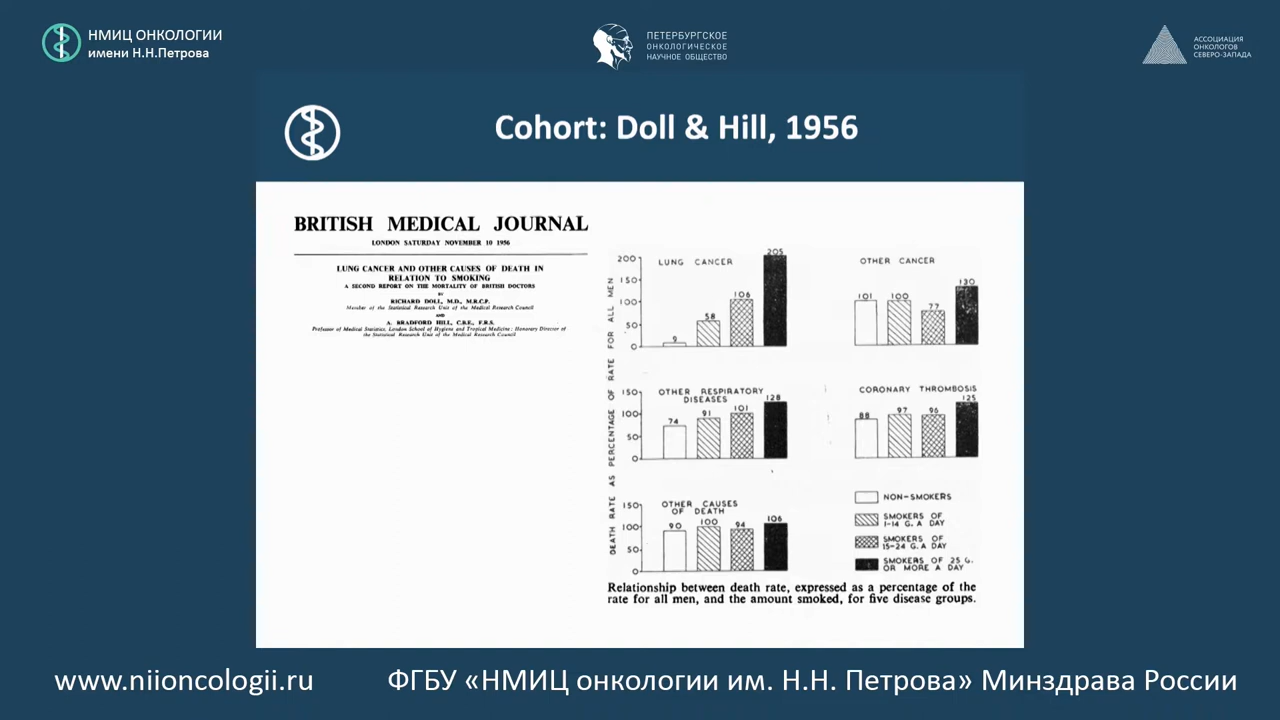 НМИЦ ОНКОЛОГИИ
имени Н.Н.Петрова
ПЕТЕРБУРГСКОЕ
ОНКОЛОГИЧЕСКОЕ
НАУЧНОЕ ОБЩЕСТВО
АССОЦИАЦИЯ
ОНКОЛОГОВ
СЕВЕРО-ЗАПАДА
Cohort: Doll & Hill, 1956
BRITISH MEDICAL JOURNAL
LONDON SATURDAY NOVEMBER 10 1956
LUNG CANCER AND OTHER CAUSES OF DEATH IN
RELATION TO SMOKING
A SECOND REPORT ON THE MORTALITY OF BRITISH DOCTORS
BY
RICHARD DOLL, M.D., M.R.C.P.
Member of the Statistical Research Unit of the Medical Research Council
AND
A. BRADFORD HILL, C.B.E., F.R.S.
Professor of Medical Statistics, London School of Hygiene and Tropical Medicine; Honorary Director of
the Statistical Research Unit of the Medical Research Council
DEATH RATE AS PERCENTAGE OF RATE FOR ALL MEN
LUNG CANCER
200
150
100
50
0
9
58
106
205
OTHER CANCER
101
100
77
130
OTHER RESPIRATORY
DISEASES
150
100
50
0
74
91
101
128
CORONARY THROMBOSIS
88
97
96
125
OTHER CAUSES
OF DEATH
150
100
50
0
90
100
94
106
NON-SMOKERS
SMOKERS OF
1-14 G. A DAY
SMOKERS OF
15-24 G. A DAY
SMOKERS OF 25 G.
OR MORE A DAY
Relationship between death rate, expressed as a percentage of the
rate for all men, and the amount smoked, for five disease groups.
www.niioncologii.ru
ФГБУ «НМИЦ онкологии им. Н.Н. Петрова» Минздрава России